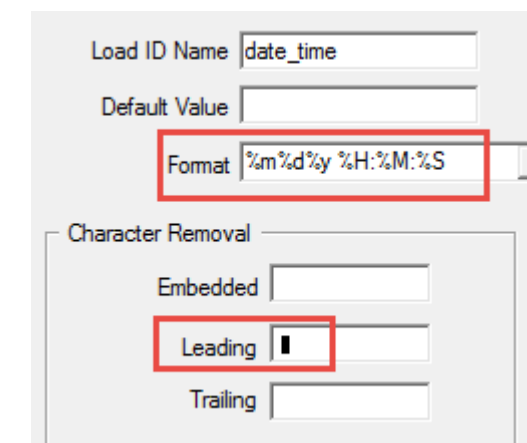 Load ID Name date_time
Default Value
Format %m%d%y %H:%M:%S
Character Removal
Embedded
Leading
Trailing